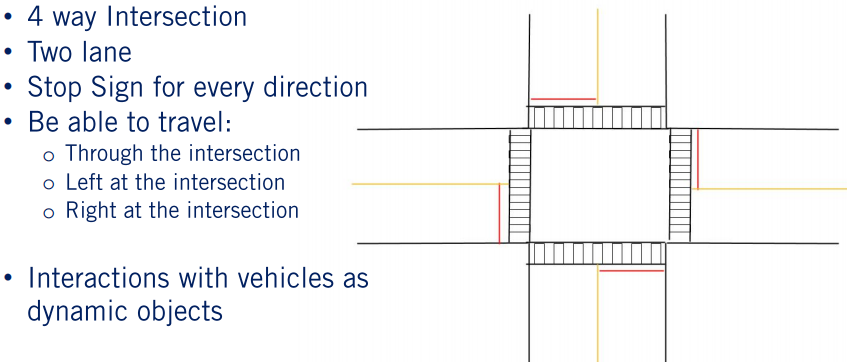 • 4 way Intersection
• Two lane
• Stop Sign for every direction
• Be able to travel:
o Through the intersection
o Left at the intersection
o Right at the intersection
• Interactions with vehicles as
dynamic objects